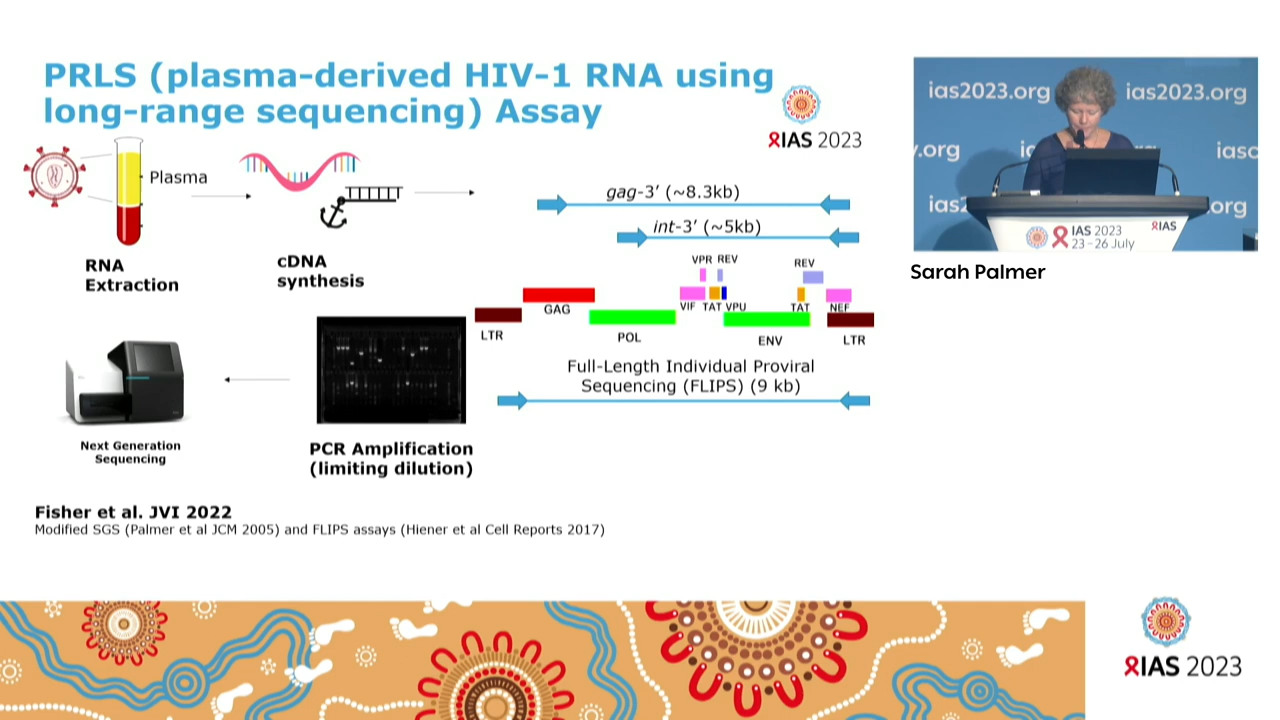 PRLS (plasma-derived HIV-1 RNA using
long-range sequencing) Assay
IAS 2023
Plasma
RNA
Extraction
cDNA
synthesis
gag-3′ (~8.3kb)
int-3′ (~5kb)
VPR REV
REV
GAG
VIF TAT VPU
TAT NEF
LTR
POL
ENV
LTR
Full-Length Individual Proviral
Sequencing (FLIPS) (9 kb)
Next Generation
Sequencing
PCR Amplification
(limiting dilution)
Fisher et al. JVI 2022
Modified SGS (Palmer et al JCM 2005) and FLIPS assays (Hiener et al Cell Reports 2017)
ias2023.org
ias2023.org
.org
iasc
ias2
.org
IAS 2023
23–26 July
IAS
Sarah Palmer
IAS 2023